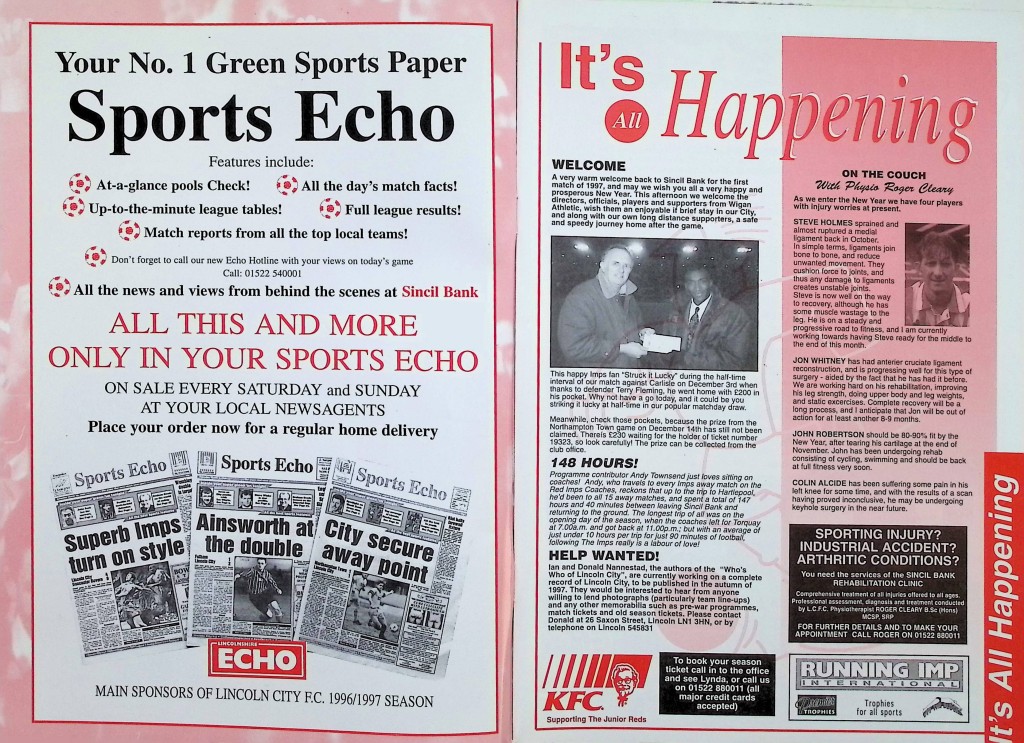 Your No. 1 Green Sports Paper
Sports Echo
Features include:
At-a-glance pools Check!
All the day's match facts!
Up-to-the-minute league tables!
Full league results!
Match reports from all the top local teams!
Don't forget to call our new Echo Hotline with your views on today's game
Call: 01522 540001
All the news and views from behind the scenes at Sincil Bank
ALL THIS AND MORE
ONLY IN YOUR SPORTS ECHO
ON SALE EVERY SATURDAY and SUNDAY
AT YOUR LOCAL NEWSAGENTS
Place your order now for a regular home delivery
Sports Echo
Superb Imps
turn on style
Sports Echo
Ainsworth at
the double
Sports Echo
City secure
away point
LINCOLNSHIRE
ECHO
MAIN SPONSORS OF LINCOLN CITY F.C. 1996/1997 SEASON
It's
All
Happening
WELCOME
A very warm welcome back to Sincil Bank for the first
match of 1997, and may we wish you all a very happy and
prosperous New Year. This afternoon we welcome the
directors, officials, players and supporters from Wigan
Athletic, wish them an enjoyable if brief stay in our City,
and along with our own long distance supporters, a safe
and speedy journey home after the game.
This happy Imps fan "Struck it Lucky" during the half-time
interval of our match against Carlisle on December 3rd when
thanks to defender Terry Fleming, he went home with £200 in
his pocket. Why not have a go today, and it could be you
striking it lucky at half-time in our popular matchday draw.
Meanwhile, check those pockets, because the prize from the
Northampton Town game on December 14th has still not been
claimed. Thereis £230 waiting for the holder of ticket number
19323, so look carefully! The prize can be collected from the
club office.
148 HOURS!
Programme contributor Andy Townsend just loves sitting on
coaches! Andy, who travels to every Imps away match on the
Red Imps Coaches, reckons that up to the trip to Hartlepool,
he'd been to all 15 away matches, and spent a total of 147
hours and 40 minutes between leaving Sincil Bank and
returning to the ground. The longest trip of all was on the
opening day of the season, when the coaches left for Torquay
at 7.00a.m. and got back at 11.00p.m.; but with an average of
just under 10 hours per trip for just 90 minutes of football,
following The Imps really is a labour of love!
HELP WANTED!
Ian and Donald Nannestad, the authors of the "Who's
Who of Lincoln City", are currently working on a complete
record of Lincoln City, to be published in the autumn of
1997. They would be interested to hear from anyone
willing to lend photographs (particularly team line-ups)
and any other memorabilia such as pre-war programmes,
match tickets and old season tickets. Please contact
Donald at 26 Saxon Street, Lincoln LN1 3HN, or by
telephone on Lincoln 545831
KFC
Supporting The Junior Reds
To book your season
ticket call in to the office
and see Lynda, or call us
on 01522 880011 (all
major credit cards
accepted)
ON THE COUCH
With Physio Roger Cleary
As we enter the New Year we have four players
with injury worries at present.
STEVE HOLMES sprained and
almost ruptured a medial
ligament back in October.
In simple terms, ligaments join
bone to bone, and reduce
unwanted movement. They
cushion force to joints, and
thus any damage to ligaments
creates unstable joints.
Steve is now well on the way
to recovery, although he has
some muscle wastage to the
leg. He is on a steady and
progressive road to fitness, and I am currently
working towards having Steve ready for the middle to
the end of this month.
JON WHITNEY has had anterier cruciate ligament
reconstruction, and is progressing well for this type of
surgery - aided by the fact that he has had it before.
We are working hard on his rehabilitation, improving
his leg strength, doing upper body and leg weights,
and static excercises. Complete recovery will be a
long process, and I anticipate that Jon will be out of
action for at least another 8-9 months.
JOHN ROBERTSON should be 80-90% fit by the
New Year, after tearing his cartilage at the end of
November. John has been undergoing rehab
consisting of cycling, swimming and should be back
at full fitness very soon.
COLIN ALCIDE has been suffering some pain in his
left knee for some time, and with the results of a scan
having proved inconclusive, he may be undergoing
keyhole surgery in the near future.
SPORTING INJURY?
INDUSTRIAL ACCIDENT?
ARTHRITIC CONDITIONS?
You need the services of the SINCIL BANK
REHABILITATION CLINIC
Comprehensive treatment of all injuries offered to all ages.
Professional assessment, diagnosis and treatment conducted
by L.C.F.C. Physiotherapist ROGER CLEARY B.Sc (Hons)
MCSP, SRP
FOR FURTHER DETAILS AND TO MAKE YOUR
APPOINTMENT CALL ROGER ON 01522 880011
RUNNING IMP
INTERNATIONAL
Premier
TROPHIES
Trophies
for all sports
It's All Happening